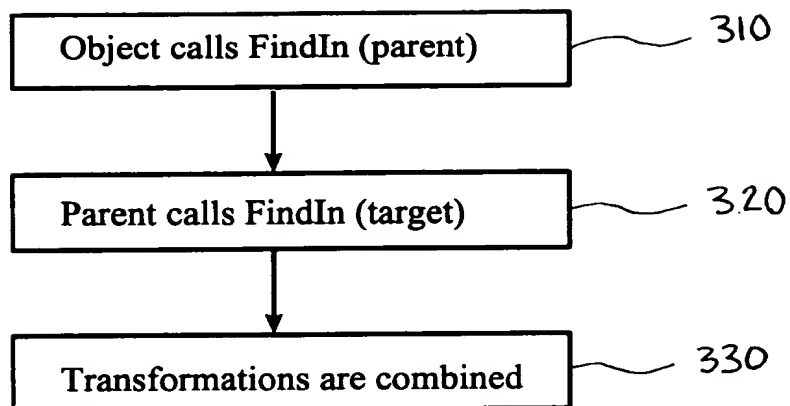 Object calls FindIn (parent)
310
Parent calls FindIn (target)
320
Transformations are combined
330